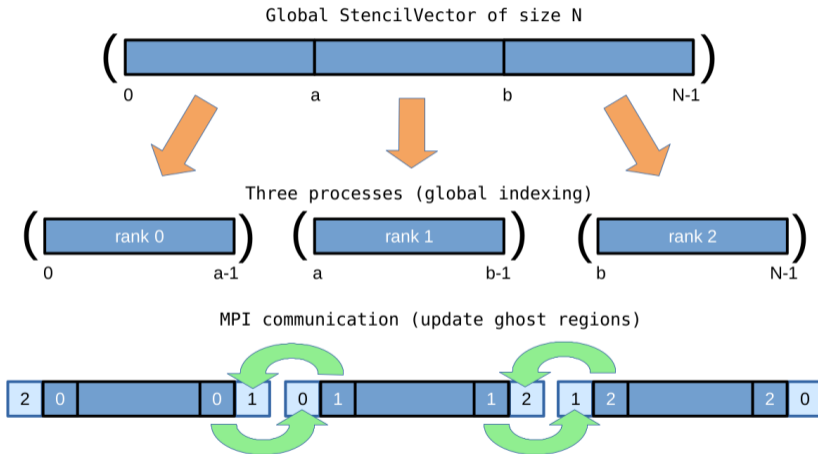 Global StencilVector of size N
( )
0 a b N-1
Three processes (global indexing)
( rank 0 ) ( rank 1 ) ( rank 2 )
0 a-1 a b-1 b N-1
MPI communication (update ghost regions)
2 0 0 1 0 1 1 2 1 2 2 0